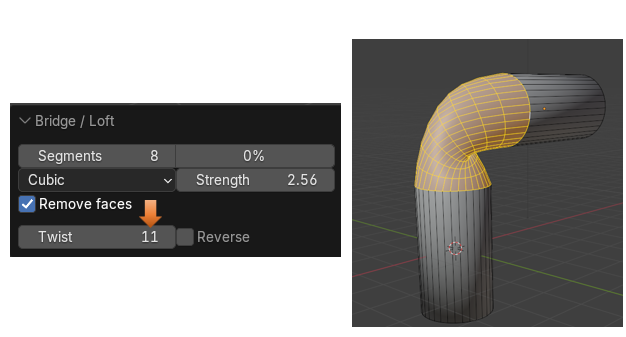 Bridge / Loft
Segments 8 0%
Cubic Strength 2.56
Remove faces
Twist 11 Reverse